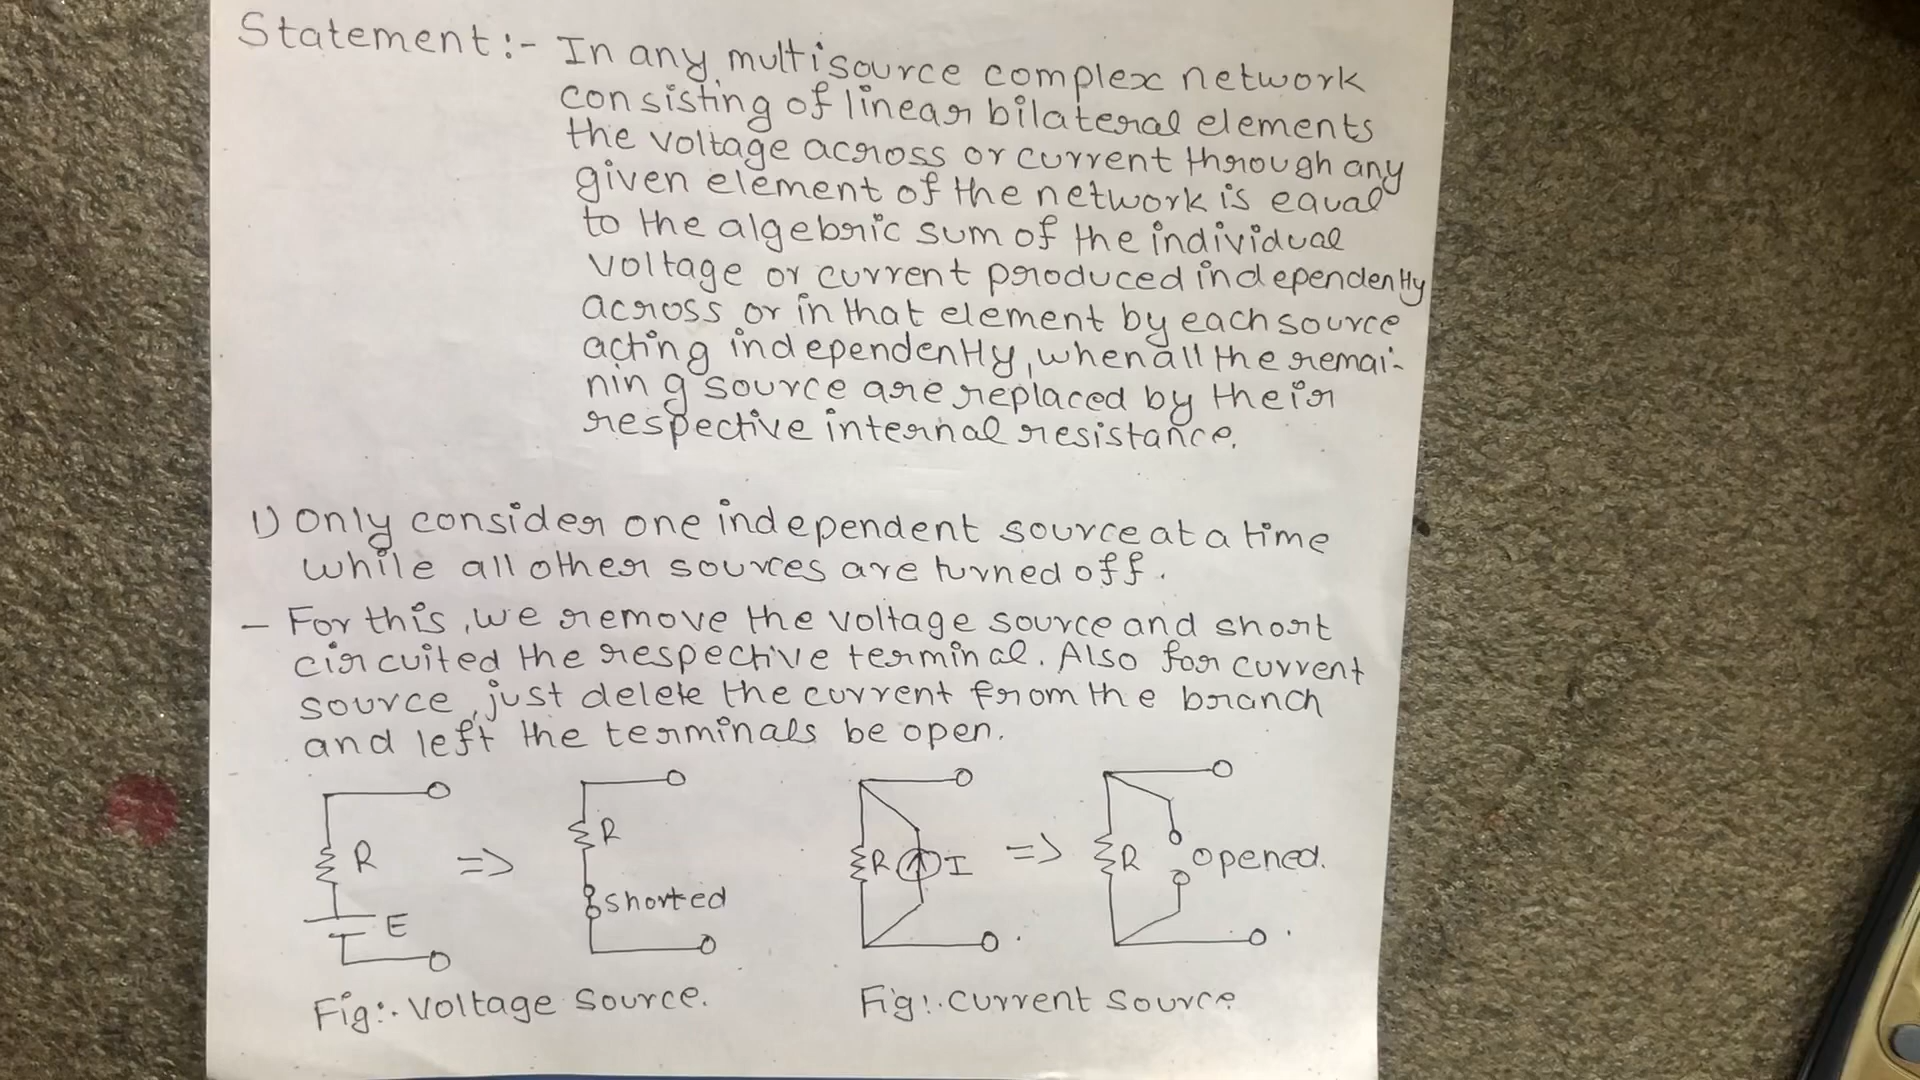 Statement:- In any multisource complex network
consisting of linear bilateral elements
the voltage across or current through any
given element of the network is equal
to the algebric sum of the individual
voltage or current produced independently
across or in that element by each source
acting independently, when all the remai-
ning source are replaced by their
respective internal resistance.
1) Only consider one independent source at a time
while all other sources are turned off.
- For this, we remove the voltage source and short
circuited the respective terminal. Also for current
source, just delete the current from the branch
and left the terminals be open.
R => R R I => R opened.
E shorted
Fig:. Voltage source. Fig:. Current source